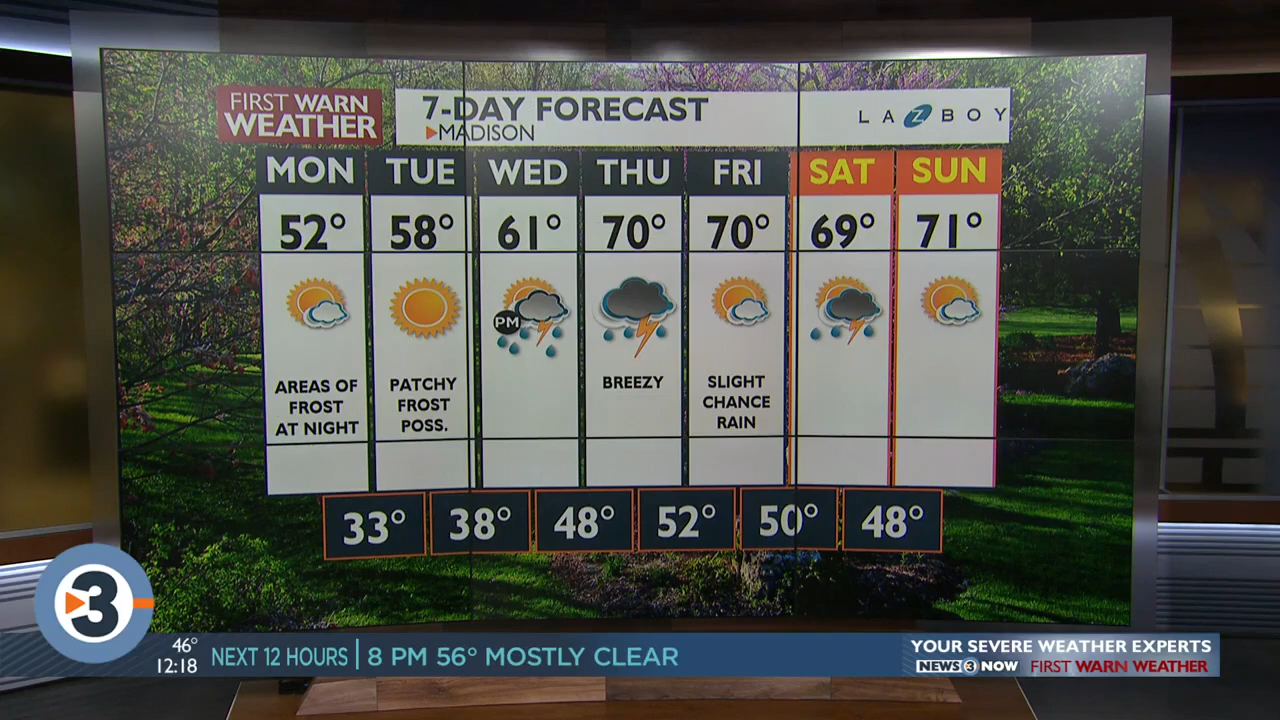 FIRST WARN
WEATHER
7-DAY FORECAST
MADISON
LAZBOY
MON TUE WED THU FRI SAT SUN
52° 58° 61° 70° 70° 69° 71°
PM
AREAS OF
FROST
AT NIGHT
PATCHY
FROST
POSS.
BREEZY
SLIGHT
CHANCE
RAIN
33° 38° 48° 52° 50° 48°
3
46°
12:18
NEXT 12 HOURS | 8 PM 56° MOSTLY CLEAR
YOUR SEVERE WEATHER EXPERTS
NEWS 3 NOW FIRST WARN WEATHER